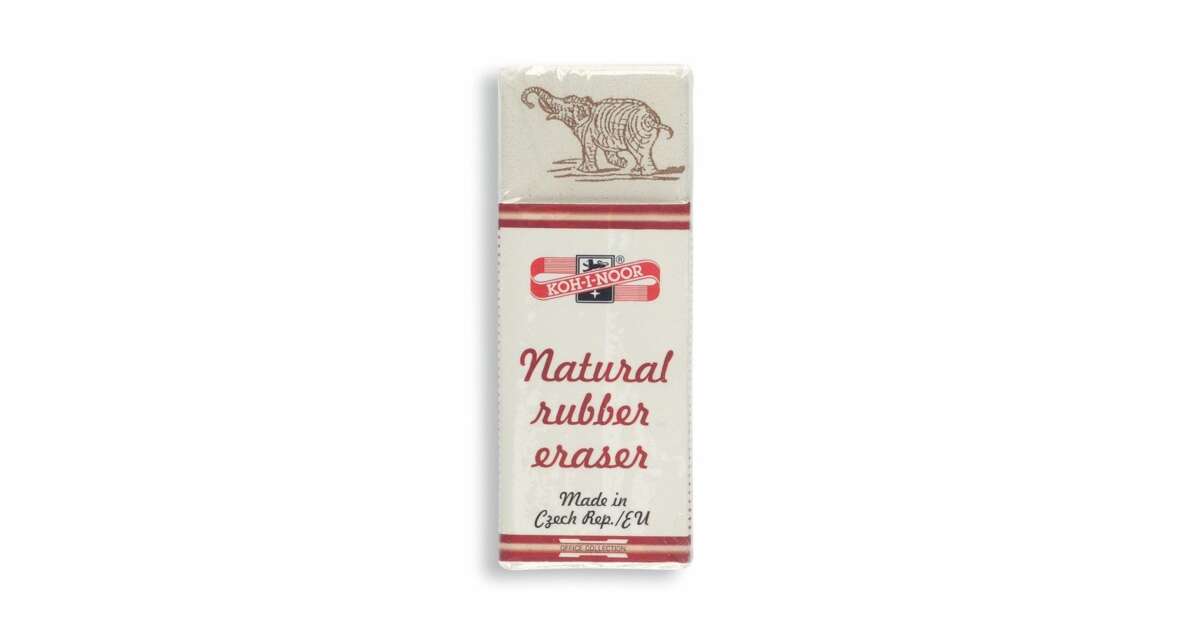 KOH-I-NOOR®
Natural
rubber
eraser
Made in
Czech Rep./EU
OFFICE COLLECTION